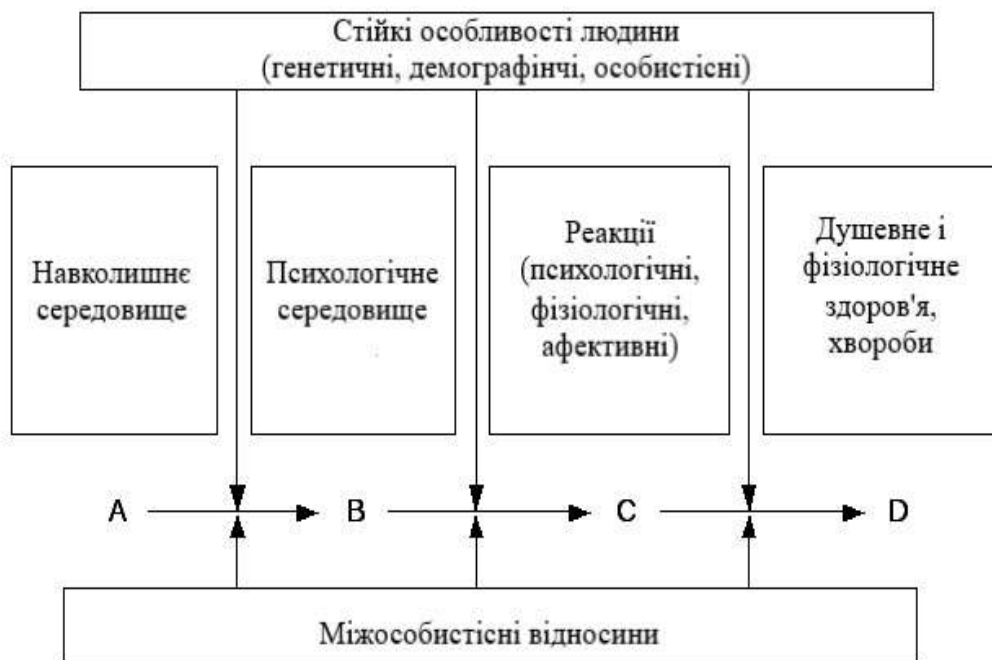 Стійкі особливості людини
(генетичні, демографінчі, особистісні)
Навколишнє
середовище
Психологічне
середовище
Реакції
(психологічні,
фізіологічні,
афективні)
Душевне і
фізіологічне
здоров'я,
хвороби
A
B
C
D
Міжособистісні відносини